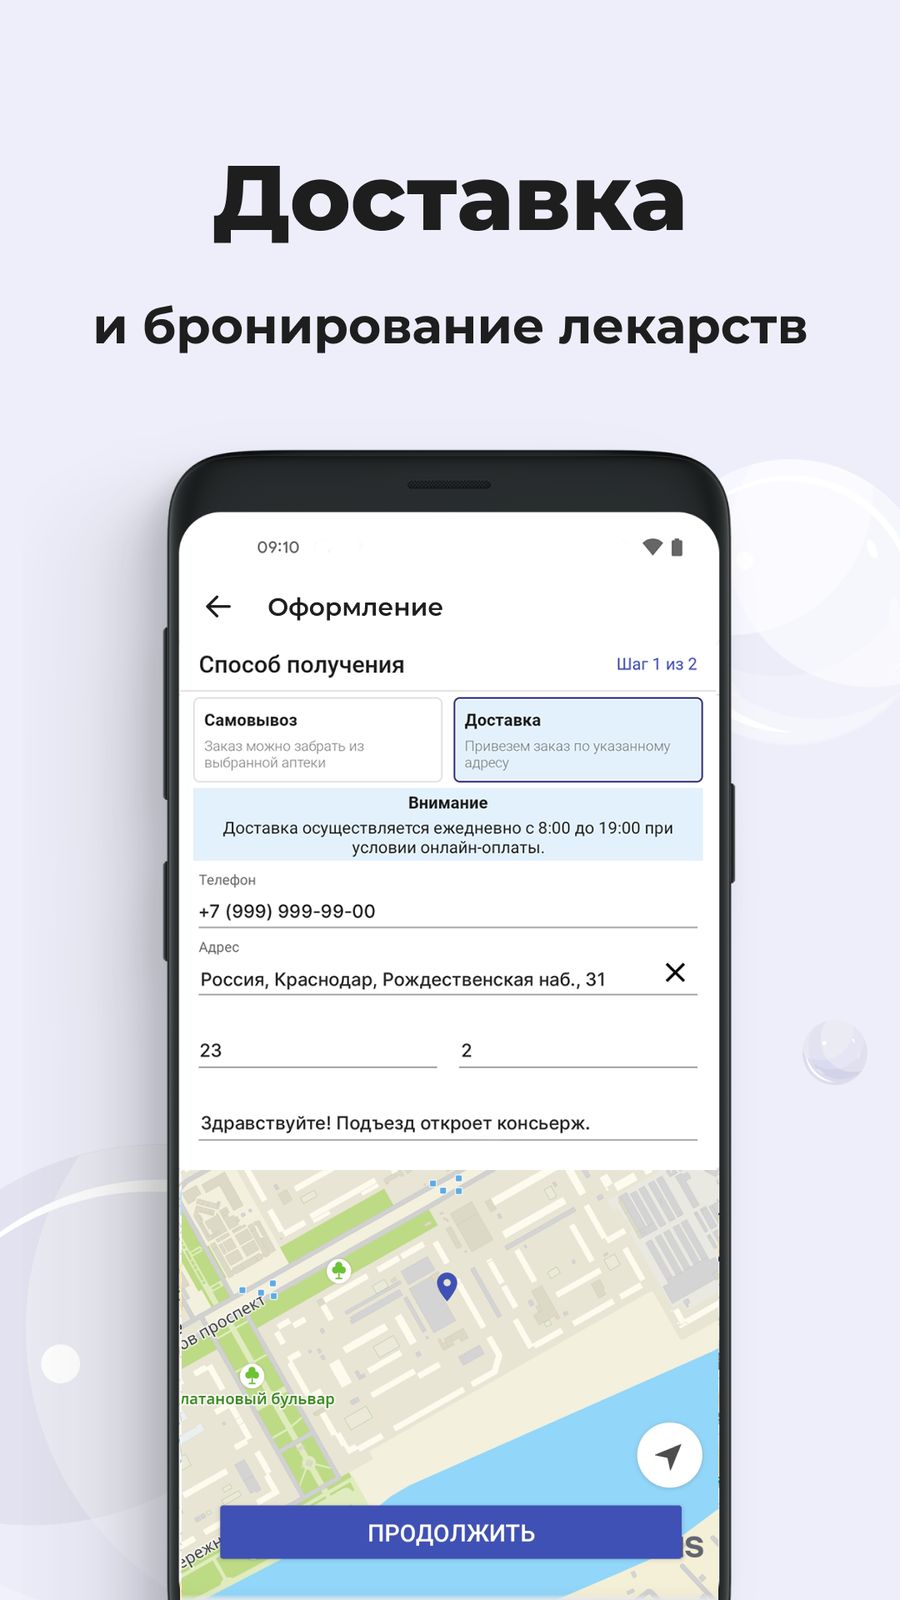 Доставка
и бронирование лекарств
09:10
Оформление
Способ получения
Шаг 1 из 2
Самовывоз
Заказ можно забрать из
выбранной аптеки
Доставка
Привезем заказ по указанному
адресу
Внимание
Доставка осуществляется ежедневно с 8:00 до 19:00 при
условии онлайн-оплаты.
Телефон
+7 (999) 999-99-00
Адрес
Россия, Краснодар, Рождественская наб., 31
23
2
Здравствуйте! Подъезд откроет консьерж.
ов проспект
латановый бульвар
ПРОДОЛЖИТЬ